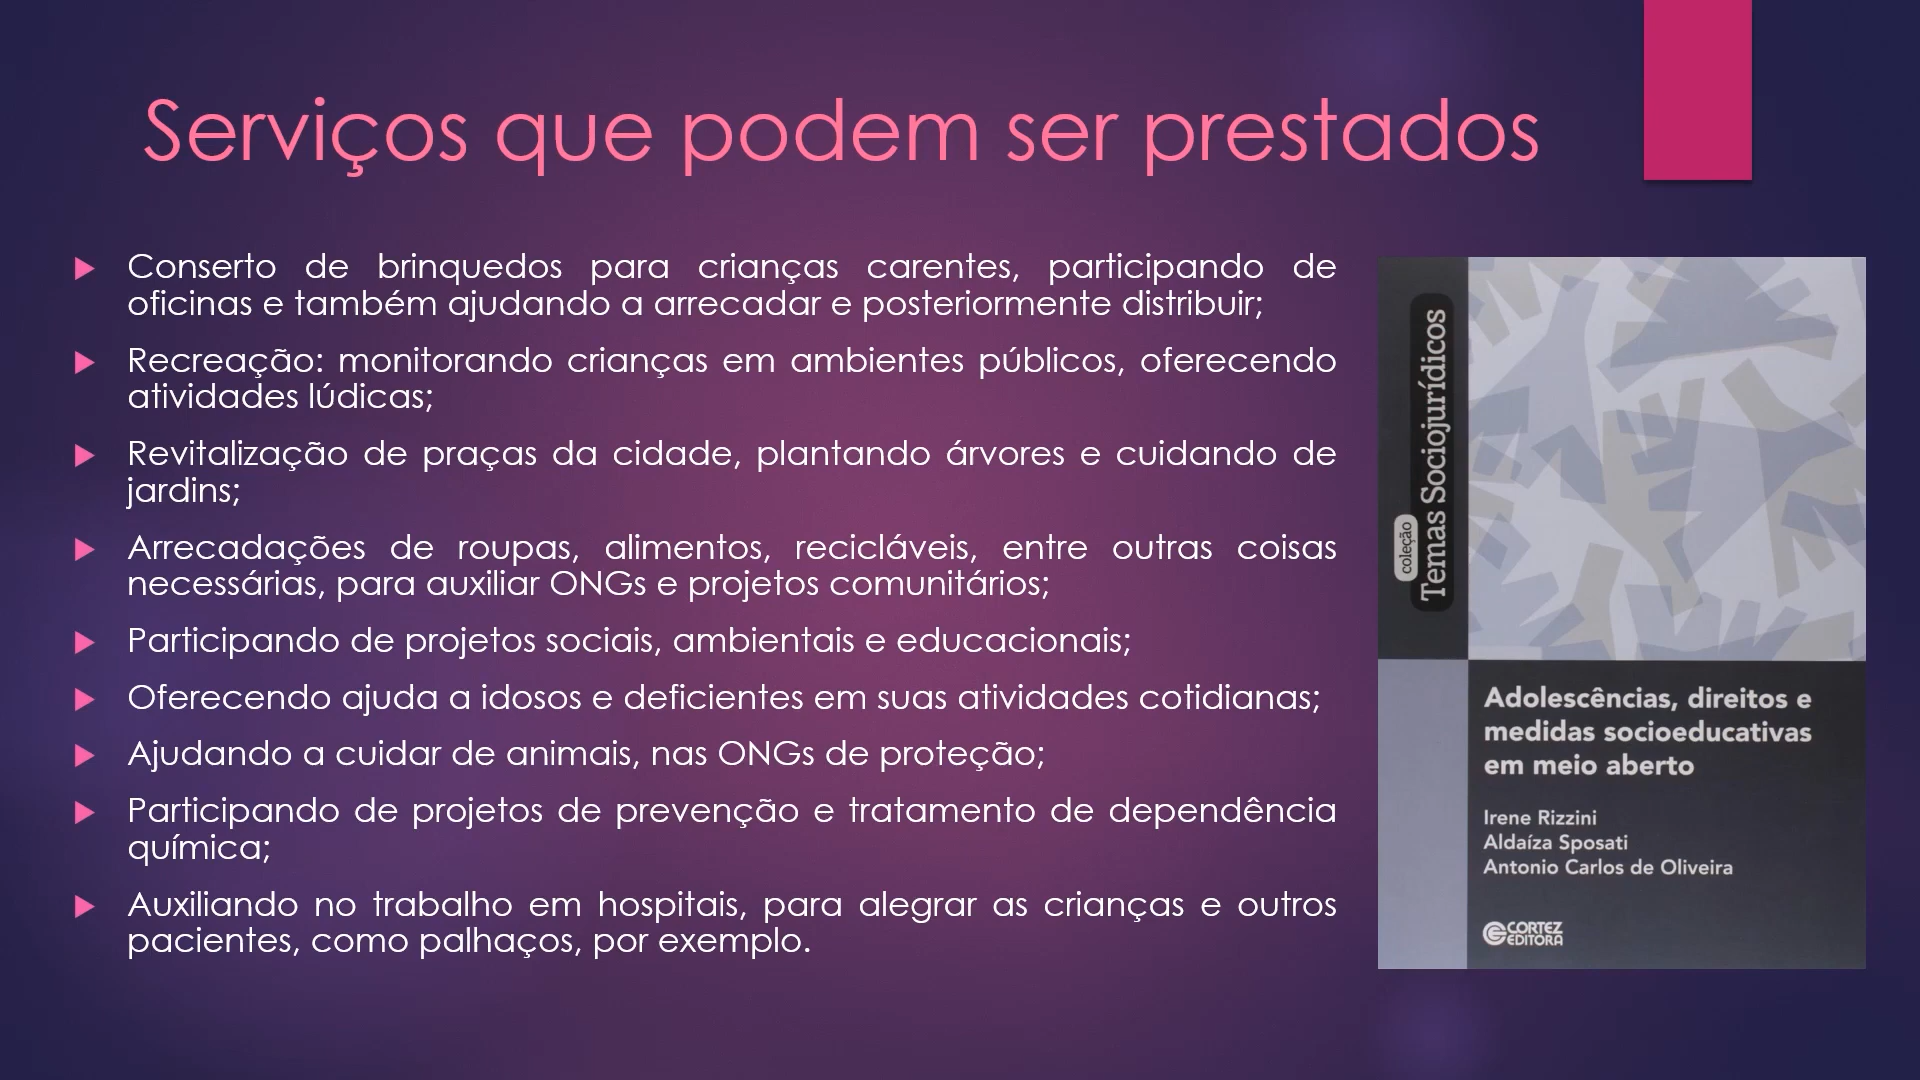 Serviços que podem ser prestados
Conserto de brinquedos para crianças carentes, participando de
oficinas e também ajudando a arrecadar e posteriormente distribuir;
Recreação: monitorando crianças em ambientes públicos, oferecendo
atividades lúdicas;
Revitalização de praças da cidade, plantando árvores e cuidando de
jardins;
Arrecadações de roupas, alimentos, recicláveis, entre outras coisas
necessárias, para auxiliar ONGs e projetos comunitários;
Participando de projetos sociais, ambientais e educacionais;
Oferecendo ajuda a idosos e deficientes em suas atividades cotidianas;
Ajudando a cuidar de animais, nas ONGs de proteção;
Participando de projetos de prevenção e tratamento de dependência
química;
Auxiliando no trabalho em hospitais, para alegrar as crianças e outros
pacientes, como palhaços, por exemplo.
coleção
Temas Sociojurídicos
Adolescências, direitos e
medidas socioeducativas
em meio aberto
Irene Rizzini
Aldaíza Sposati
Antonio Carlos de Oliveira
CORTEZ
EDITORA